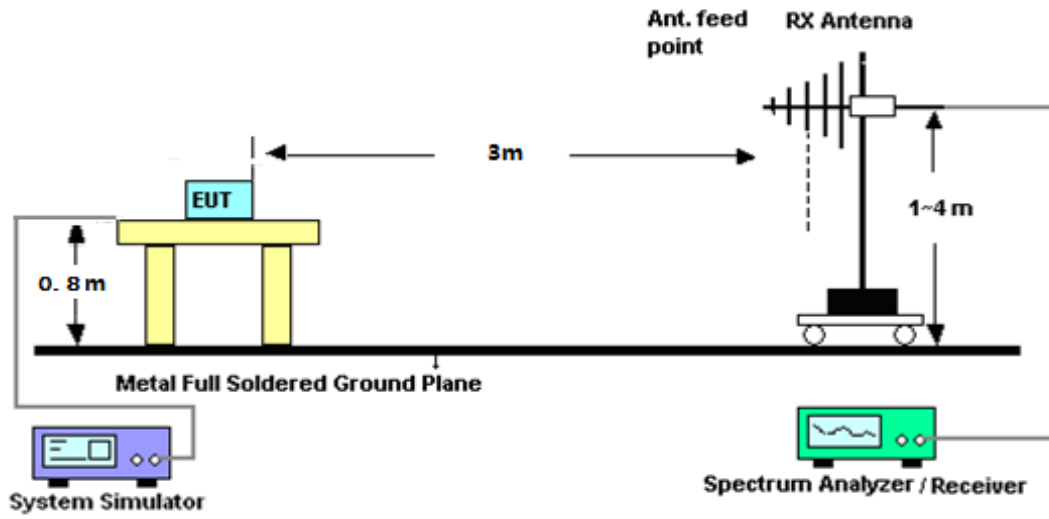 Ant. feed
point
RX Antenna
3m
EUT
1~4 m
0. 8 m
Metal Full Soldered Ground Plane
System Simulator
Spectrum Analyzer / Receiver